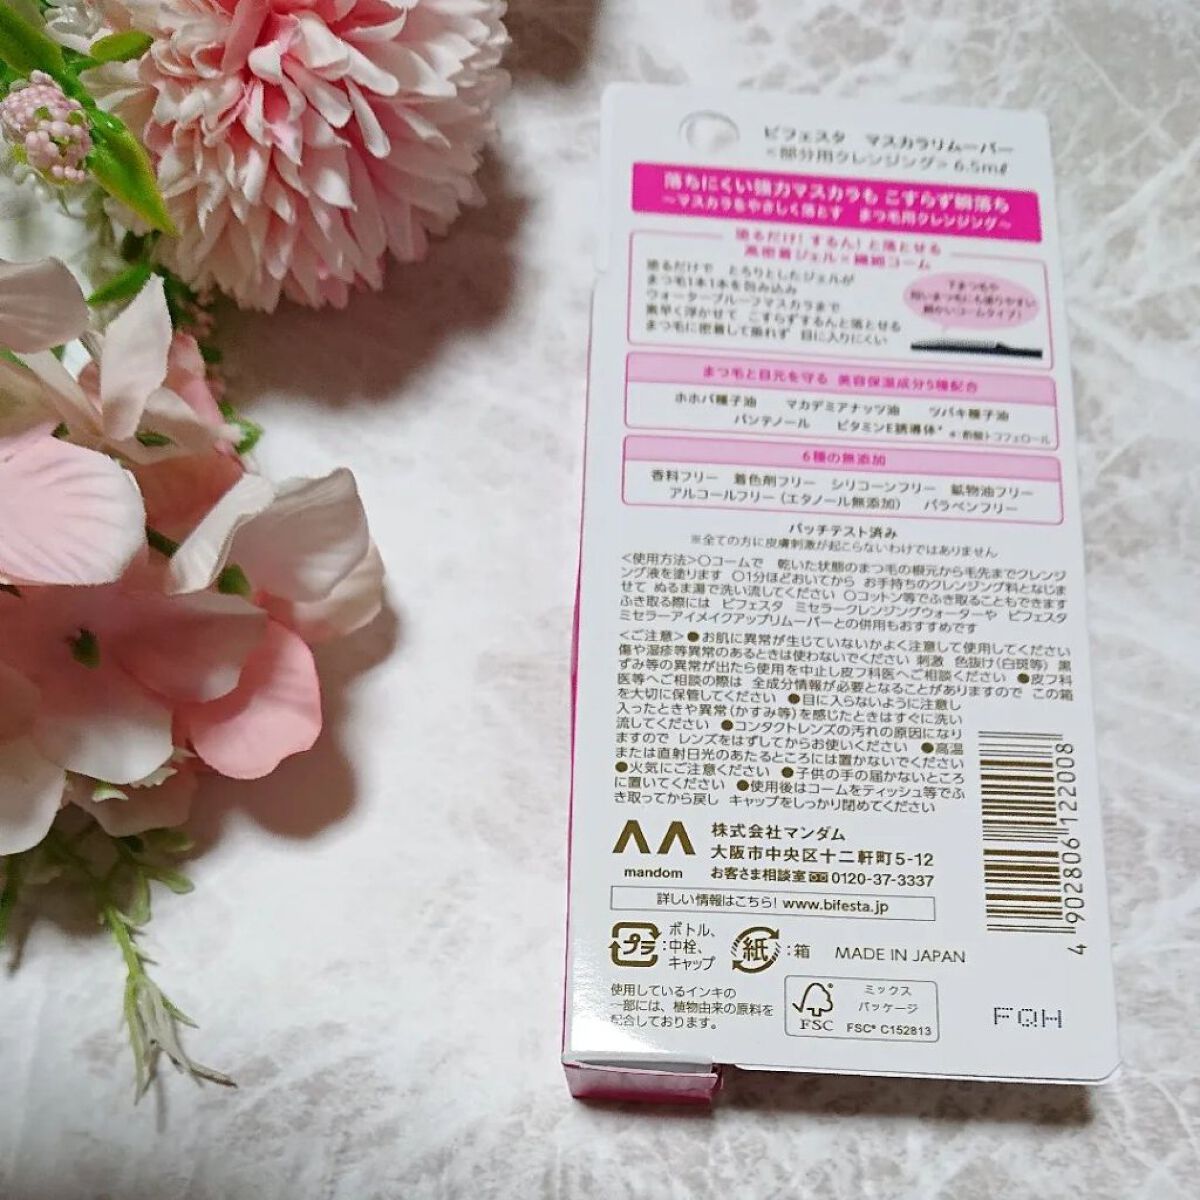 ビフェスタ マスカラリムーバー
<部分用クレンジング> 6.5mℓ
落ちにくい強力マスカラも こすらず瞬落ち
～マスカラをやさしく落とす まつ毛用クレンジング～
塗るだけ! するん! と落とせる
高密着ジェル×繊細コーム
塗るだけで とろりとしたジェルが
まつ毛1本1本を包み込み
ウォータープルーフマスカラまで
素早く浮かせて こすらずするんと落とせる
まつ毛に密着して垂れず 目に入りにくい
下まつ毛や
短いまつ毛にも塗りやすい
細かいコームタイプ!
まつ毛と目元を守る 美容保湿成分5種配合
ホホバ種子油 マカデミアナッツ油 ツバキ種子油
パンテノール ビタミンE誘導体* *:酢酸トコフェロール
6種の無添加
香料フリー 着色剤フリー シリコーンフリー 鉱物油フリー
アルコールフリー(エタノール無添加) パラベンフリー
パッチテスト済み
※全ての方に皮膚刺激が起こらないわけではありません
<使用方法>○コームで 乾いた状態のまつ毛の根元から毛先までクレンジ
ング液を塗ります ○1分ほどおいてから お手持ちのクレンジング料となじま
せて ぬるま湯で洗い流してください ○コットン等でふき取ることもできます
ふき取る際には ビフェスタ ミセラークレンジングウォーターや ビフェスタ
ミセラーアイメイクアップリムーバーとの併用もおすすめです
<ご注意>●お肌に異常が生じていないかよく注意して使用してください
傷や湿疹等異常のあるときは使わないでください 刺激 色抜け(白斑等) 黒
ずみ等の異常が出たら使用を中止し皮フ科医へご相談ください ●皮フ科
医等へご相談の際は 全成分情報が必要となることがありますので この箱
を大切に保管してください ●目に入らないように注意し
入ったときや異常(かすみ等)を感じたときはすぐに洗い
流してください ●コンタクトレンズの汚れの原因になり
ますので レンズをはずしてからお使いください ●高温
または直射日光のあたるところには置かないでください
●火気にご注意ください ●子供の手の届かないところ
に置いてください ●使用後はコームをティッシュ等でふ
き取ってから戻し キャップをしっかり閉めてください
4 902806 122008
mandom
株式会社マンダム
大阪市中央区十二軒町5-12
お客さま相談室 0120-37-3337
詳しい情報はこちら! www.bifesta.jp
プラ :ボトル、
中栓、
キャップ
紙 :箱
MADE IN JAPAN
使用しているインキの
一部には、植物由来の原料を
配合しております。
FSC
ミックス
パッケージ
FSC® C152813
FQH